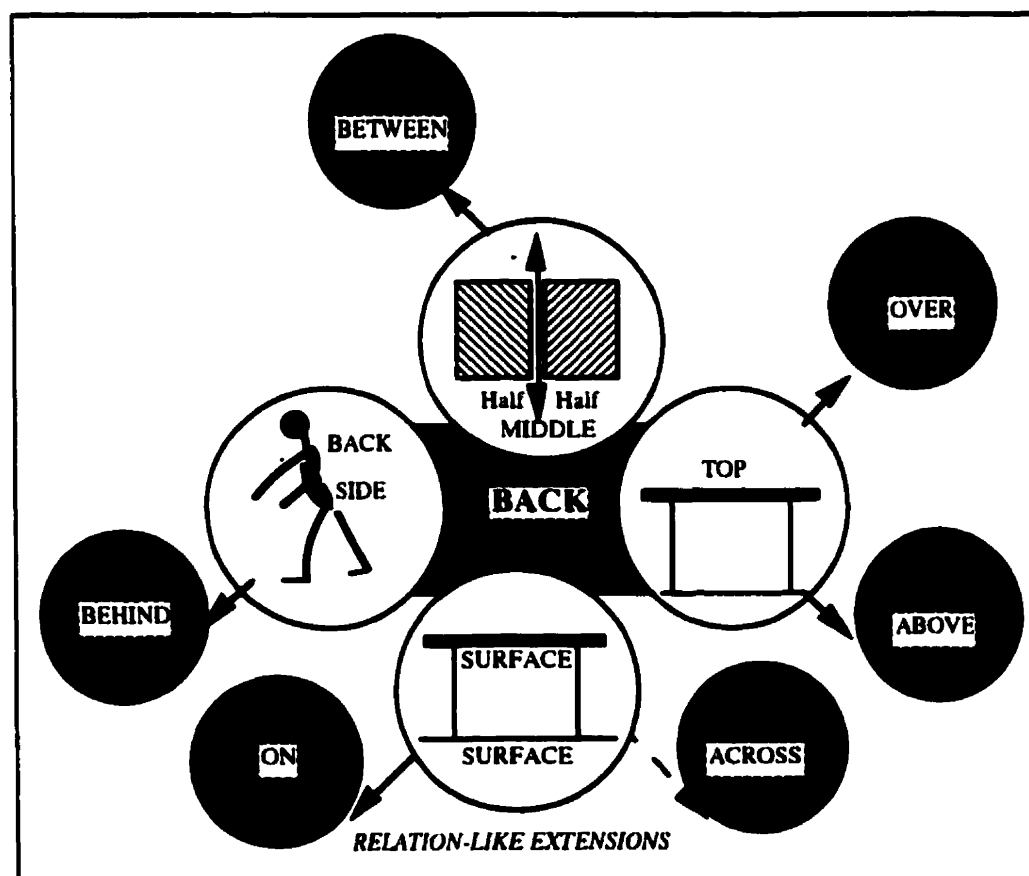 BETWEEN
OVER
Half Half
MIDDLE
BACK
SIDE
BACK
TOP
BEHIND
ABOVE
SURFACE
SURFACE
ON
ACROSS
RELATION-LIKE EXTENSIONS